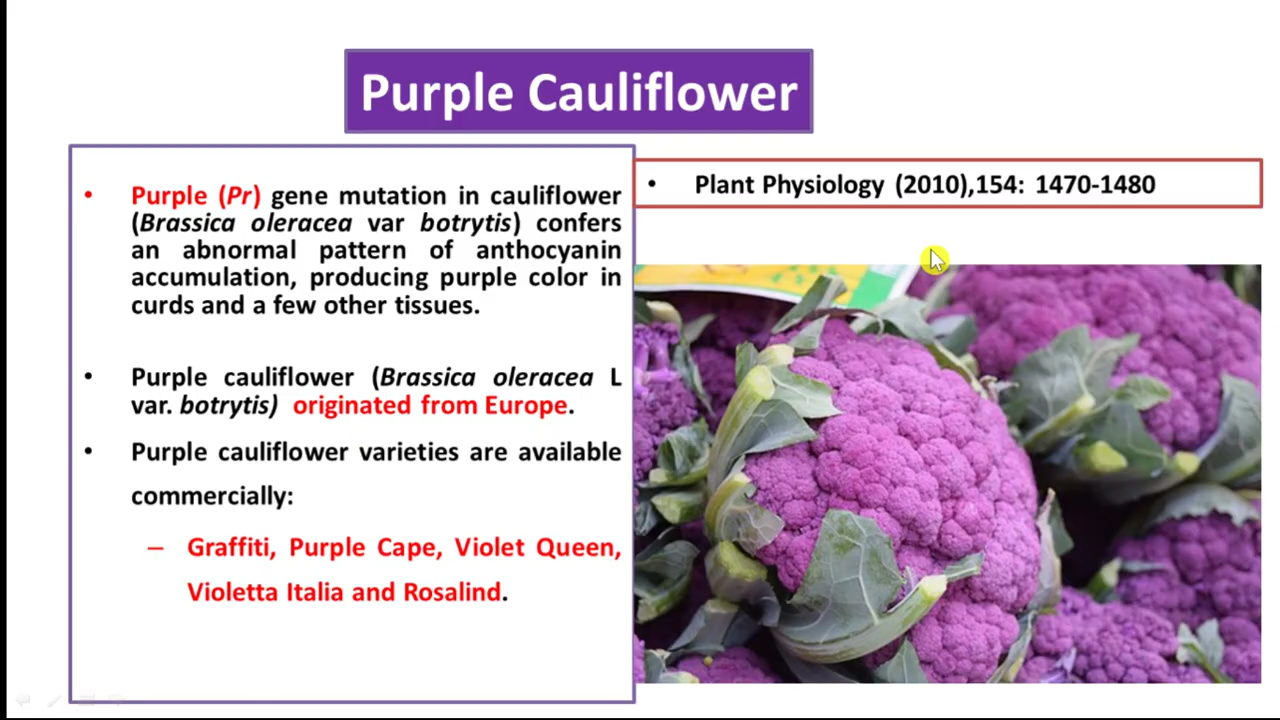 Purple Cauliflower
• Purple (Pr) gene mutation in cauliflower
(Brassica oleracea var botrytis) confers
an abnormal pattern of anthocyanin
accumulation, producing purple color in
curds and a few other tissues.
• Purple cauliflower (Brassica oleracea L
var. botrytis) originated from Europe.
• Purple cauliflower varieties are available
commercially:
– Graffiti, Purple Cape, Violet Queen,
Violetta Italia and Rosalind.
• Plant Physiology (2010),154: 1470-1480